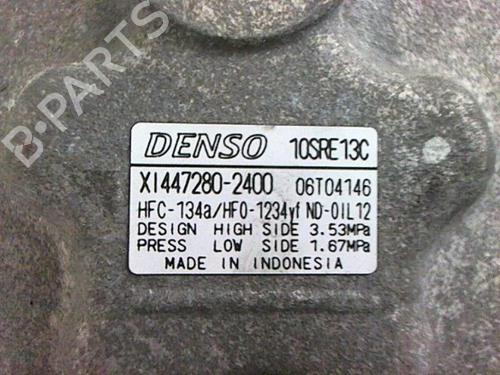 B-PARTS
DENSO 10SRE13C
XI447280-2400 06T04146
HFC-134a/HFO-1234yf ND-OIL12
DESIGN HIGH SIDE 3.53MPa
PRESS LOW SIDE 1.67MPa
MADE IN INDONESIA